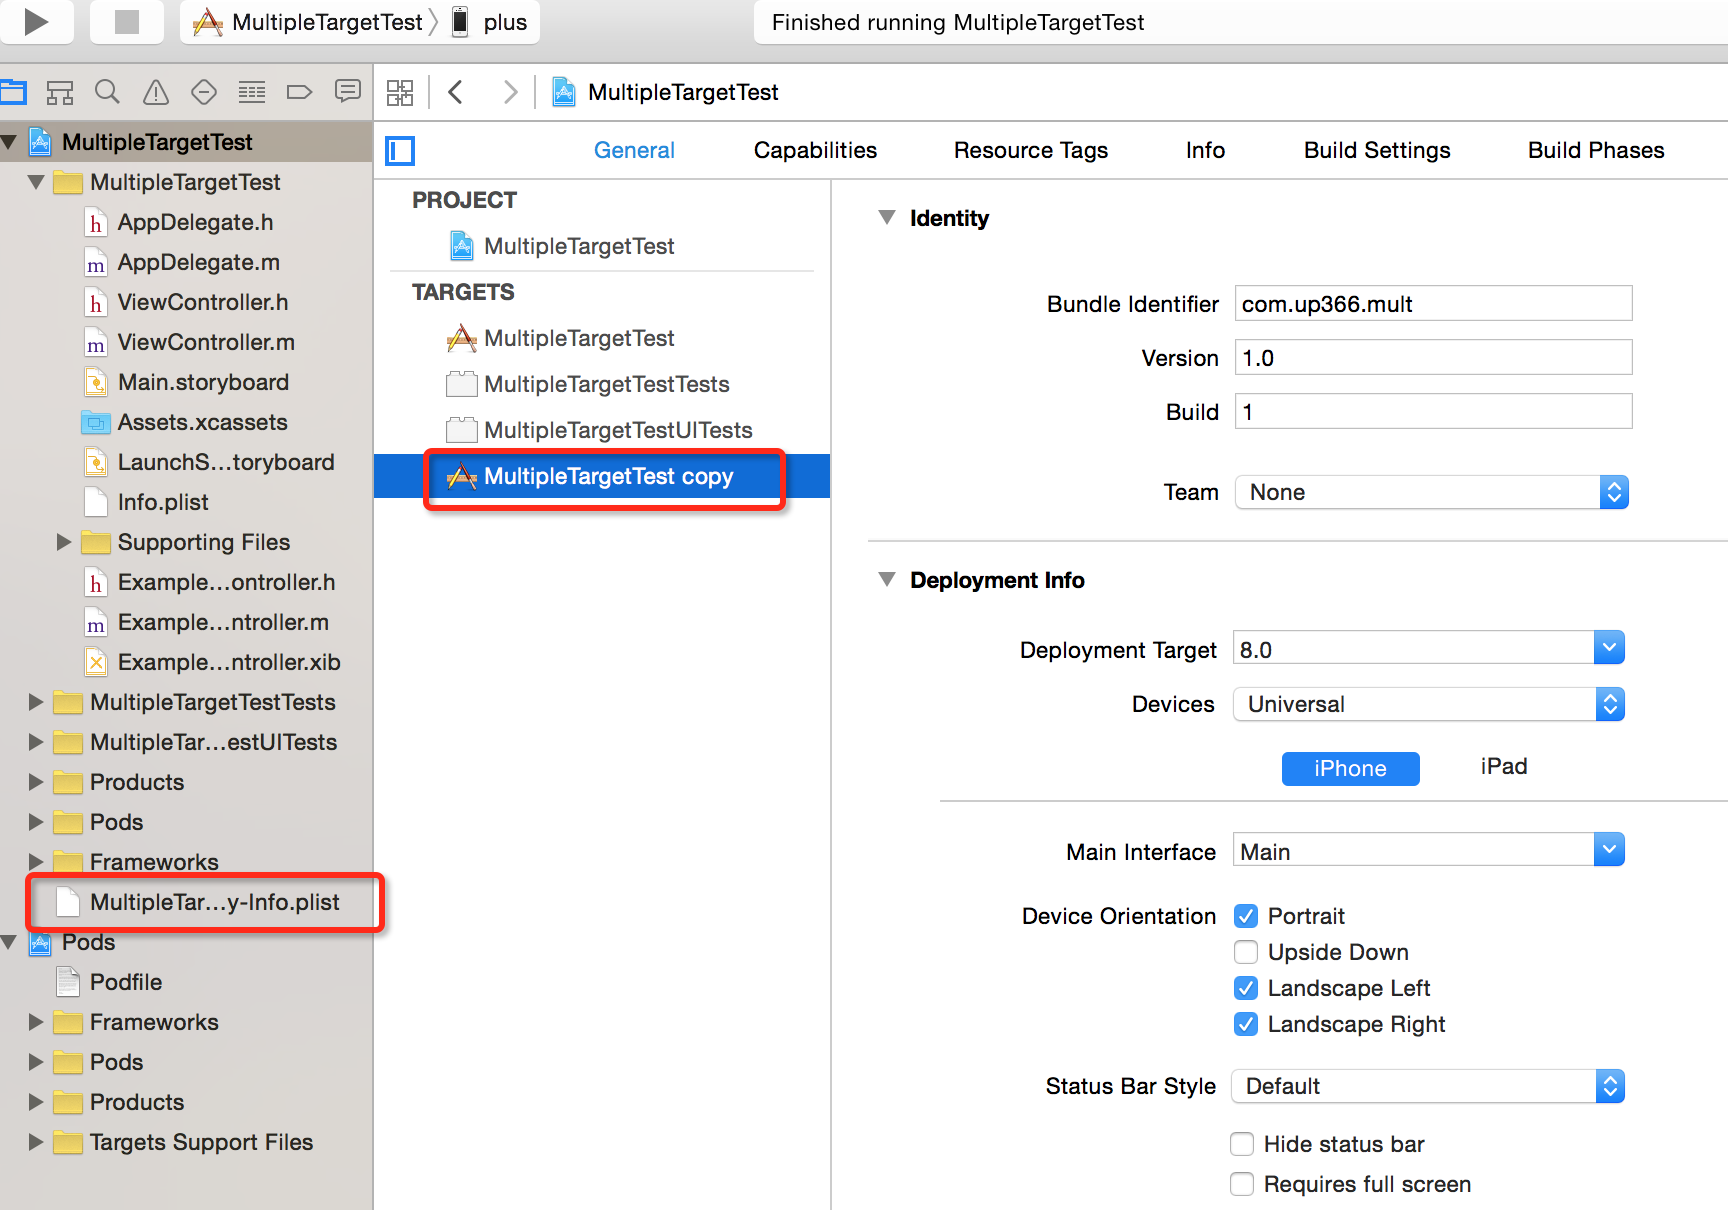 MultipleTargetTest
plus
Finished running MultipleTargetTest
MultipleTargetTest
MultipleTargetTest
MultipleTargetTest
h AppDelegate.h
m AppDelegate.m
h ViewController.h
m ViewController.m
Main.storyboard
Assets.xcassets
LaunchS...toryboard
Info.plist
Supporting Files
h Example...ontroller.h
m Example...ntroller.m
Example...ntroller.xib
MultipleTargetTestTests
MultipleTar...estUITests
Products
Pods
Frameworks
MultipleTar...y-Info.plist
Pods
Podfile
Frameworks
Pods
Products
Targets Support Files
General
Capabilities
Resource Tags
Info
Build Settings
Build Phases
PROJECT
MultipleTargetTest
TARGETS
MultipleTargetTest
MultipleTargetTestTests
MultipleTargetTestUITests
MultipleTargetTest copy
Identity
Bundle Identifier com.up366.mult
Version 1.0
Build 1
Team None
Deployment Info
Deployment Target 8.0
Devices Universal
iPhone iPad
Main Interface Main
Device Orientation Portrait
Upside Down
Landscape Left
Landscape Right
Status Bar Style Default
Hide status bar
Requires full screen